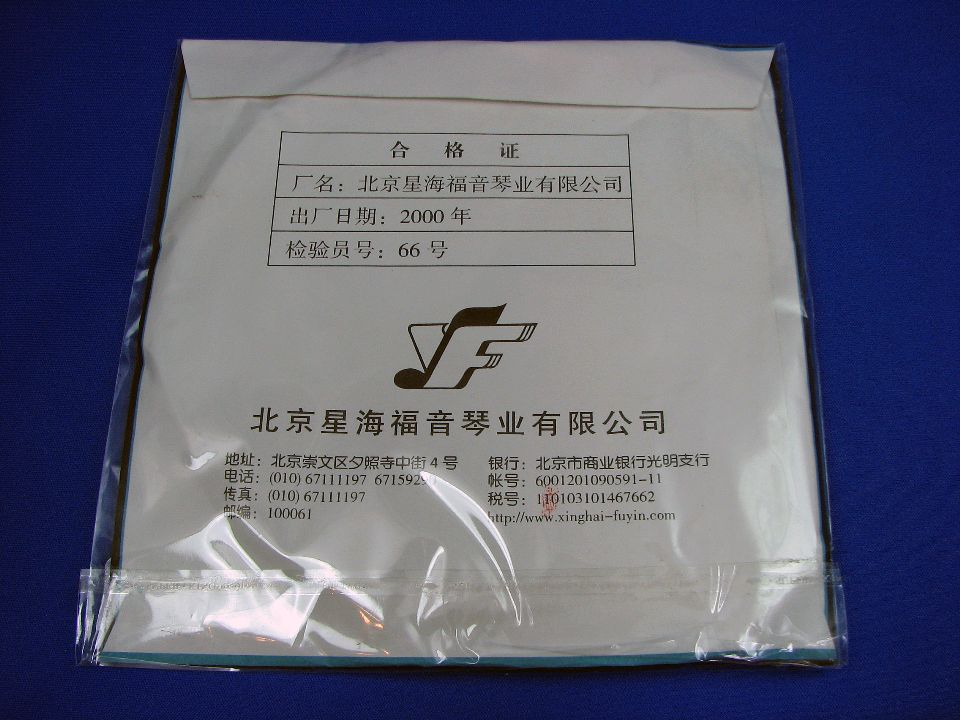 合格证
厂名：北京星海福音琴业有限公司
出厂日期：2000 年
检验员号：66 号
北京星海福音琴业有限公司
地址：北京崇文区夕照寺中街 4 号
电话：(010) 67111197
传真：(010) 67111197
邮编：100061
银行：北京市商业银行光明支行
帐号：6001201090591-11
税号：110103101467662
http://www.xinghai-fuyin.com